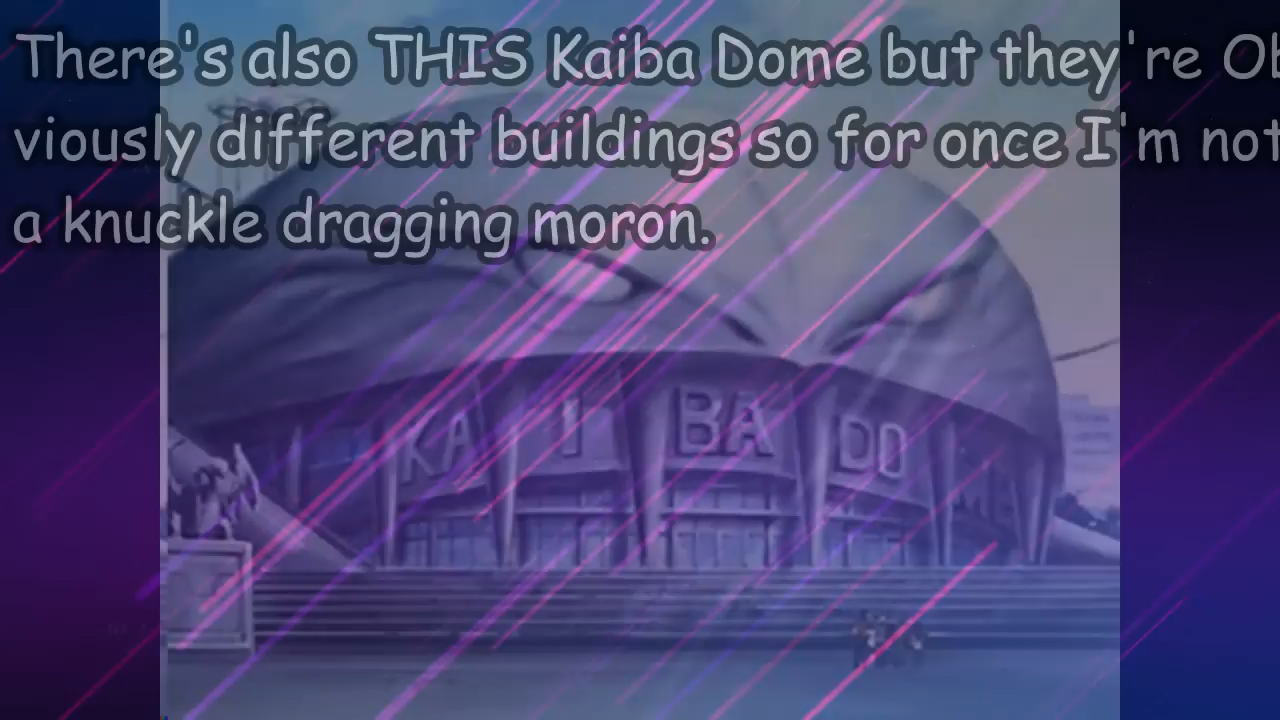 There's also THIS Kaiba Dome but they're Ob
viously different buildings so for once I'm not
a knuckle dragging moron.
KAIBA DO